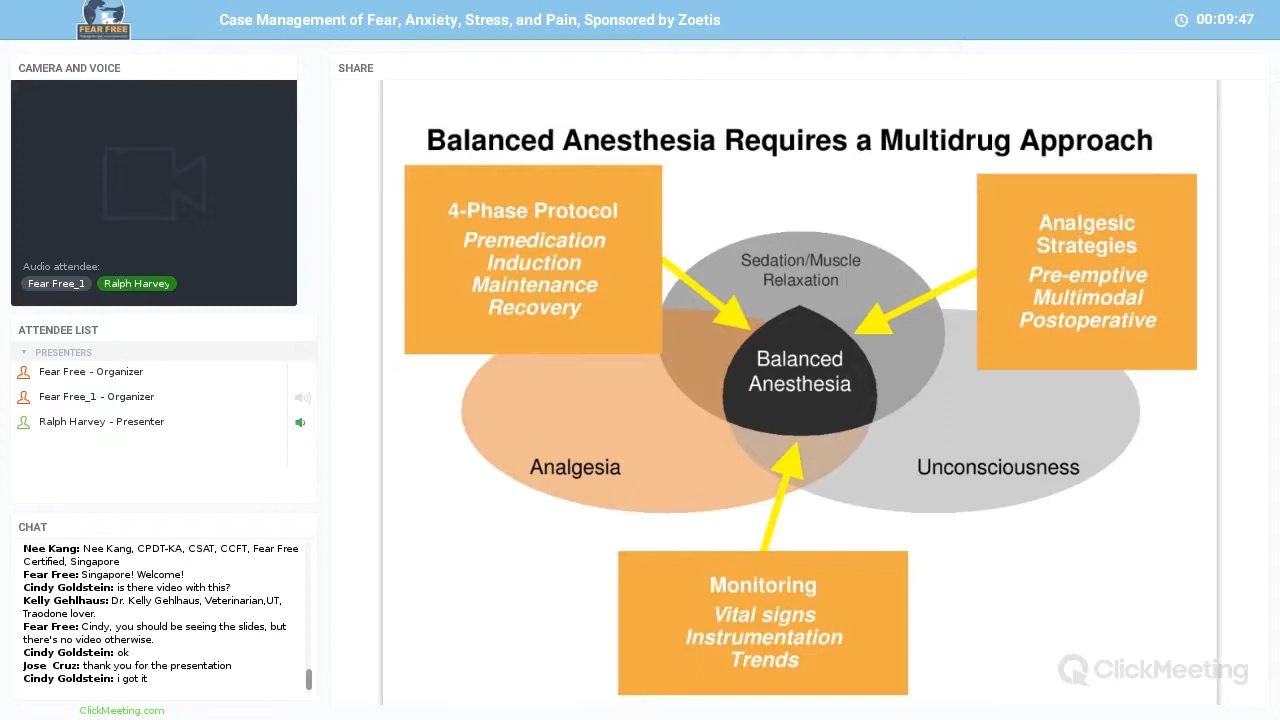 FEAR FREE
Case Management of Fear, Anxiety, Stress, and Pain, Sponsored by Zoetis
00:09:47
CAMERA AND VOICE
Audio attendee:
Fear Free_1 Ralph Harvey
ATTENDEE LIST
PRESENTERS
Fear Free - Organizer
Fear Free_1 - Organizer
Ralph Harvey - Presenter
CHAT
Nee Kang: Nee Kang, CPDT-KA, CSAT, CCFT, Fear Free
Certified, Singapore
Fear Free: Singapore! Welcome!
Cindy Goldstein: is there video with this?
Kelly Gehlhaus: Dr. Kelly Gehlhaus, Veterinarian,UT,
Traodone lover.
Fear Free: Cindy, you should be seeing the slides, but
there's no video otherwise.
Cindy Goldstein: ok
Jose Cruz: thank you for the presentation
Cindy Goldstein: i got it
ClickMeeting.com
SHARE
Balanced Anesthesia Requires a Multidrug Approach
4-Phase Protocol
Premedication
Induction
Maintenance
Recovery
Sedation/Muscle
Relaxation
Analgesic
Strategies
Pre-emptive
Multimodal
Postoperative
Balanced
Anesthesia
Analgesia
Unconsciousness
Monitoring
Vital signs
Instrumentation
Trends
ClickMeeting